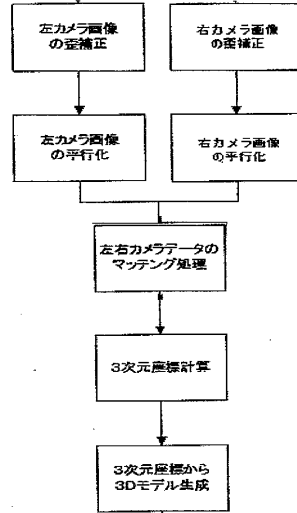 左カメラ画像
の歪補正
右カメラ画像
の歪補正
左カメラ画像
の平行化
右カメラ画像
の平行化
左右カメラデータの
マッテング処理
3次元座標計算
3次元座標から
3Dモデル生成